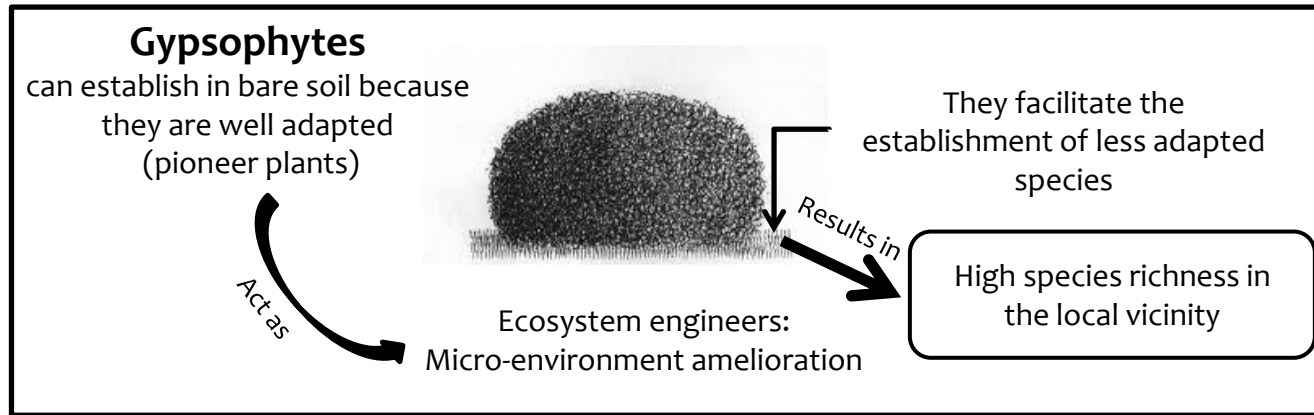 Gypsophytes
can establish in bare soil because
they are well adapted
(pioneer plants)
Act as
Ecosystem engineers:
Micro-environment amelioration
They facilitate the
establishment of less adapted
species
Results in
High species richness in
the local vicinity